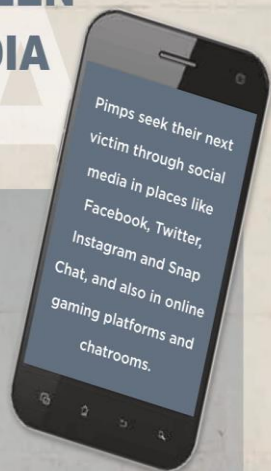 DIA
Pimps seek their next
victim through social
media in places like
Facebook, Twitter,
Instagram and Snap
Chat, and also in online
gaming platforms and
chatrooms.